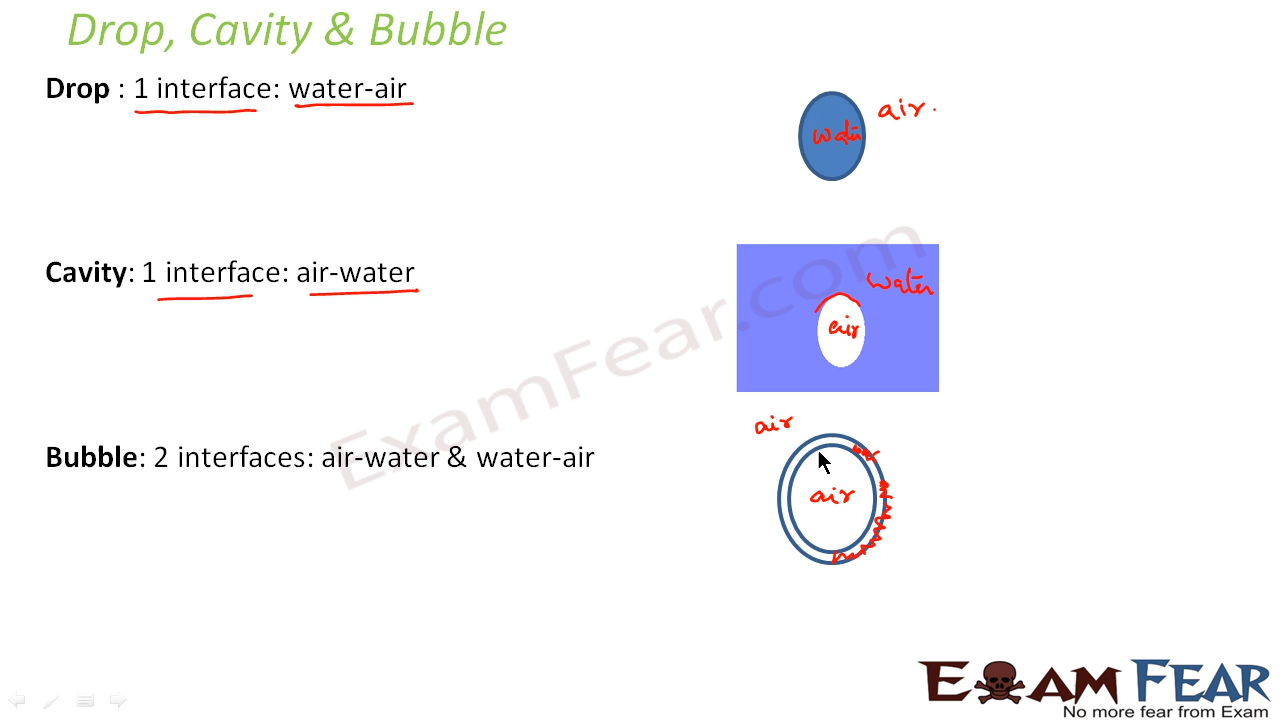 Drop, Cavity & Bubble
Drop : 1 interface: water-air
air.
water
Cavity: 1 interface: air-water
water
air
air
Bubble: 2 interfaces: air-water & water-air
air
ExamFear.com
EXAM FEAR
No more fear from Exam